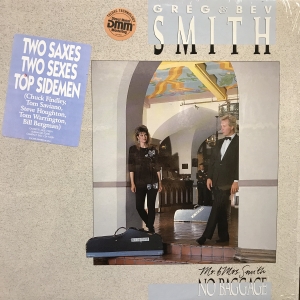 GREG & BEV
SMITH
DMM
TWO SAXES
TWO SEXES
TOP SIDEMEN
(Chuck Findley,
Tom Saviano,
Steve Houghton,
Tom Warrington,
Bill Bergman)
Mr. & Mrs. Smith
NO BAGGAGE